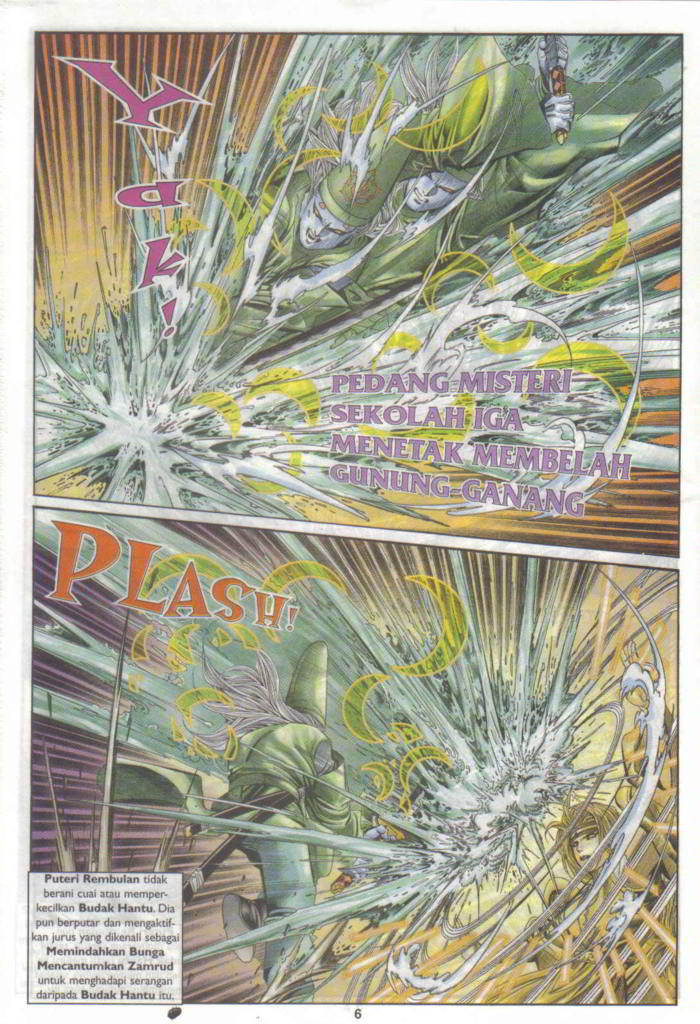 Yak!
PEDANG MISTERI
SEKOLAH IGA
MENETAK MEMBELAH
GUNUNG-GANANG
PLASH!
Puteri Rembulan tidak
berani cuai atau memper-
kecilkan Budak Hantu. Dia
pun berputar dan mengaktif-
kan jurus yang dikenali sebagai
Memindahkan Bunga
Mencantumkan Zamrud
untuk menghadapi serangan
daripada Budak Hantu itu.
6